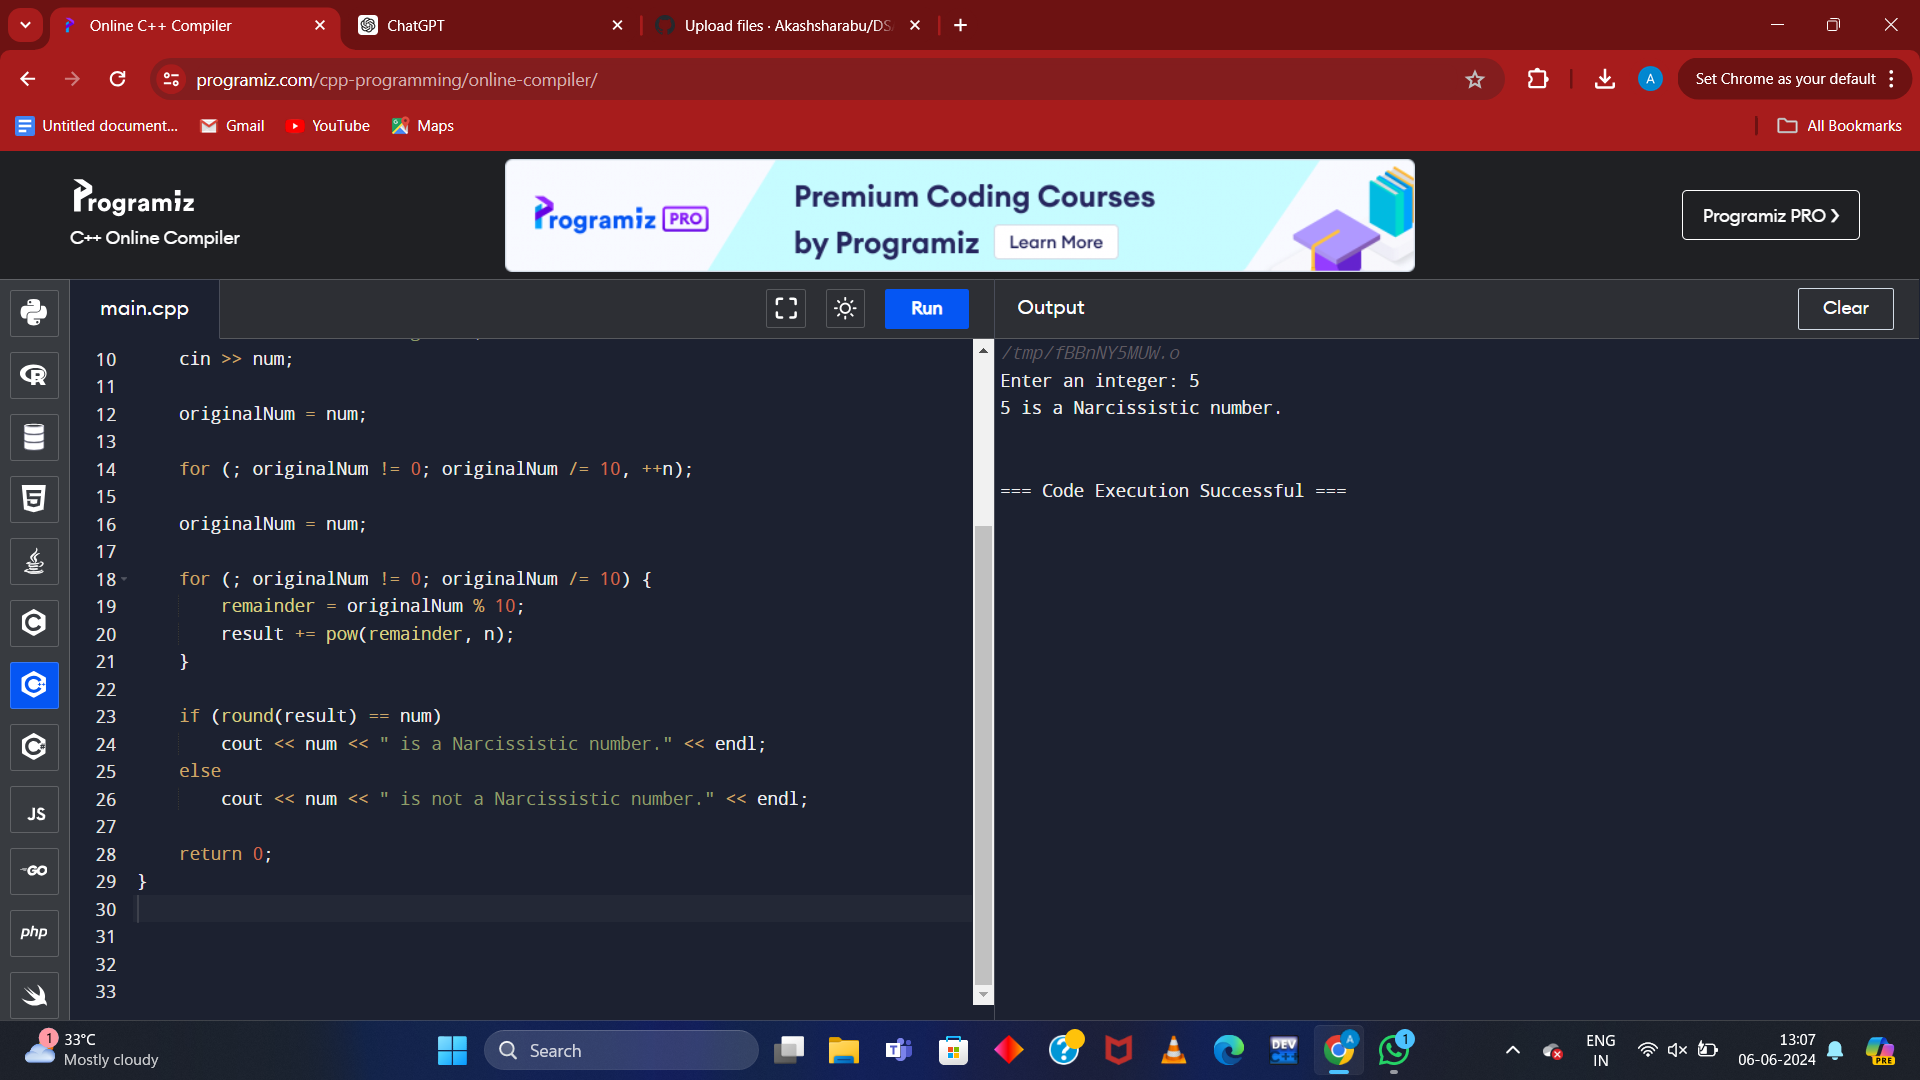 Online C++ Compiler
ChatGPT
Upload files · Akashsharabu/DS
programiz.com/cpp-programming/online-compiler/
A
Set Chrome as your default
Untitled document...
Gmail
YouTube
Maps
All Bookmarks
Programiz
C++ Online Compiler
Programiz PRO
Premium Coding Courses
by Programiz
Learn More
Programiz PRO
main.cpp
Run
Output
Clear
10 cin >> num;
11
12 originalNum = num;
13
14 for (; originalNum != 0; originalNum /= 10, ++n);
15
16 originalNum = num;
17
18 for (; originalNum != 0; originalNum /= 10) {
19 remainder = originalNum % 10;
20 result += pow(remainder, n);
21 }
22
23 if (round(result) == num)
24 cout << num << " is a Narcissistic number." << endl;
25 else
26 cout << num << " is not a Narcissistic number." << endl;
27
28 return 0;
29 }
30
31
32
33
/tmp/fBBnNY5MUW.o
Enter an integer: 5
5 is a Narcissistic number.
=== Code Execution Successful ===
R
5
C
C
C
JS
GO
php
1
33°C
Mostly cloudy
Search
DEV
A
1
ENG
IN
13:07
06-06-2024
PRE